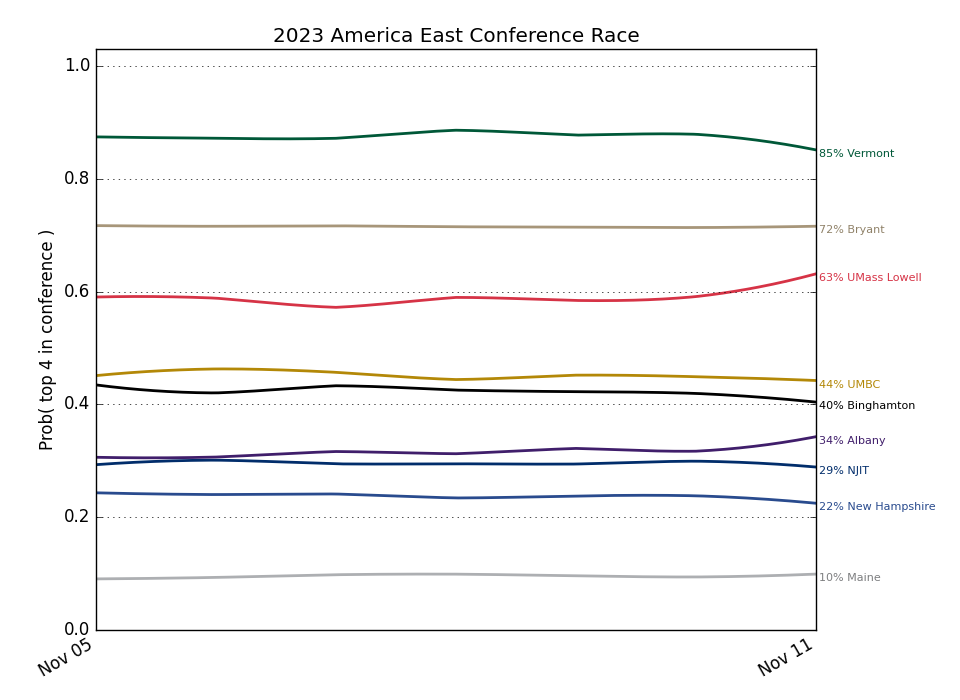 2023 America East Conference Race
Prob( top 4 in conference )
1.0
0.8
0.6
0.4
0.2
0.0
85% Vermont
72% Bryant
63% UMass Lowell
44% UMBC
40% Binghamton
34% Albany
29% NJIT
22% New Hampshire
10% Maine
Nov 05
Nov 11